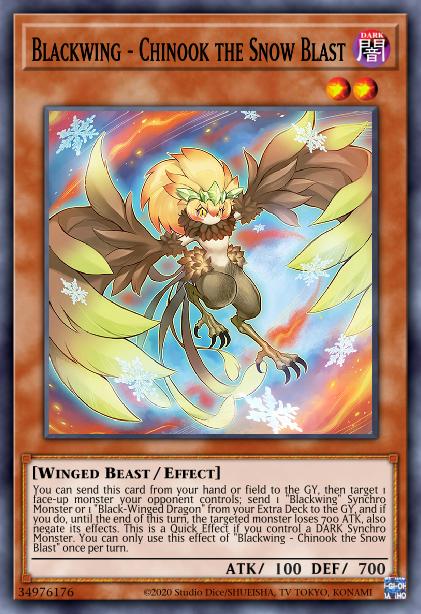 BLACKWING - CHINOOK THE SNOW BLAST
DARK
闇
[WINGED BEAST / EFFECT]
You can send this card from your hand or field to the GY, then target 1
face-up monster your opponent controls; send 1 "Blackwing" Synchro
Monster or 1 "Black-Winged Dragon" from your Extra Deck to the GY, and if
you do, until the end of this turn, the targeted monster loses 700 ATK, also
negate its effects. This is a Quick Effect if you control a DARK Synchro
Monster. You can only use this effect of "Blackwing - Chinook the Snow
Blast" once per turn.
ATK/ 100 DEF/ 700
34976176 ©2020 Studio Dice/SHUEISHA, TV TOKYO, KONAMI